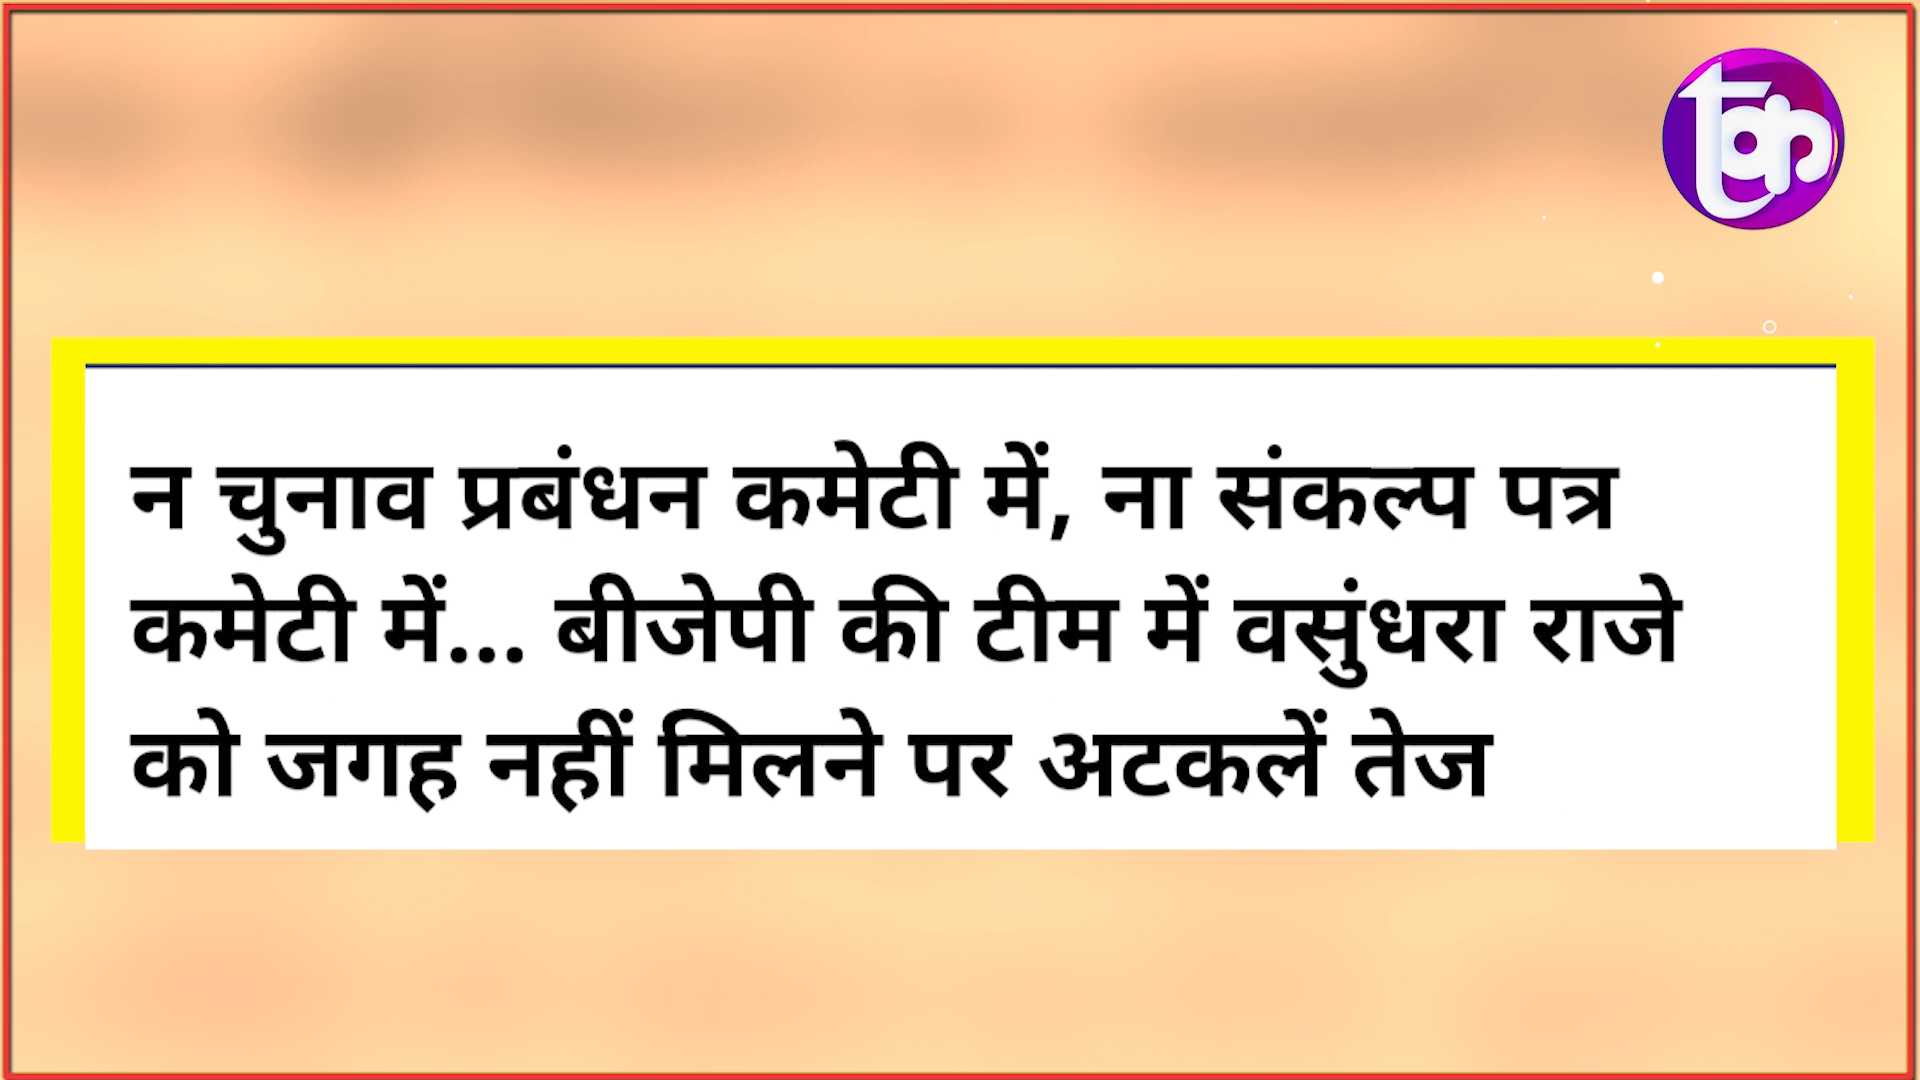 न चुनाव प्रबंधन कमेटी में, ना संकल्प पत्र
कमेटी में... बीजेपी की टीम में वसुंधरा राजे
को जगह नहीं मिलने पर अटकलें तेज